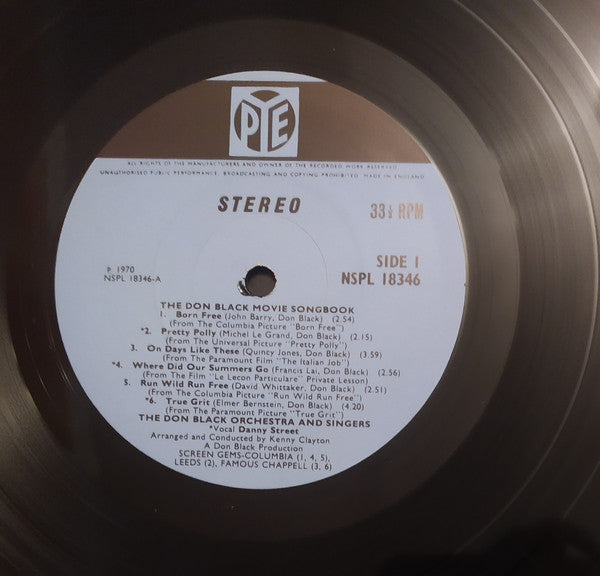 PYE
ALL RIGHTS OF THE MANUFACTURERS AND OWNER OF THE RECORDED WORK RESERVED
UNAUTHORISED PUBLIC PERFORMANCE, BROADCASTING AND COPYING PROHIBITED. MADE IN ENGLAND
STEREO
33⅓ RPM
SIDE 1
NSPL 18346
P 1970
NSPL 18346-A
THE DON BLACK MOVIE SONGBOOK
1. Born Free (John Barry, Don Black) (2.54)
(From The Columbia Picture "Born Free")
*2. Pretty Polly (Michel Le Grand, Don Black) (2.15)
(From The Universal Picture "Pretty Polly")
3. On Days Like These (Quincy Jones, Don Black) (3.59)
(From The Paramount Film "The Italian Job")
*4. Where Did Our Summers Go (Francis Lai, Don Black) (2.56)
(From The Film "Le Lecon Particulare" Private Lesson)
5. Run Wild Run Free (David Whittaker, Don Black) (2.51)
(From The Columbia Picture "Run Wild Run Free")
*6. True Grit (Elmer Bernstein, Don Black) (4.20)
(From The Paramount Picture "True Grit")
THE DON BLACK ORCHESTRA AND SINGERS
*Vocal Danny Street
Arranged and Conducted by Kenny Clayton
A Don Black Production
SCREEN GEMS-COLUMBIA (1, 4, 5),
LEEDS (2), FAMOUS CHAPPELL (3, 6)